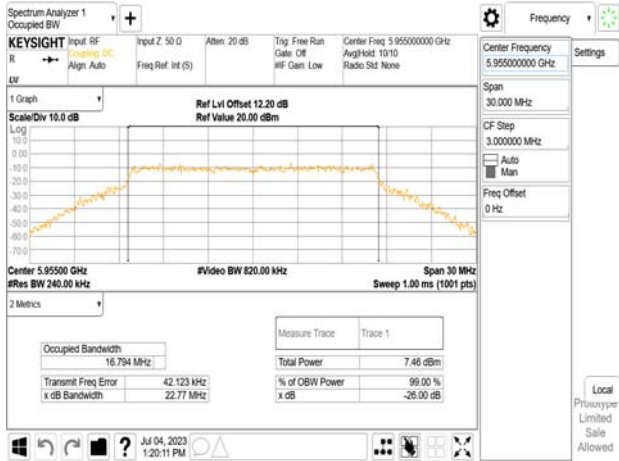 Spectrum Analyzer 1
Occupied BW
Frequency
KEYSIGHT
Input: RF
Coupling: DC
Align: Auto
Input Z: 50 Ω
Freq Ref: Int (S)
Atten: 20 dB
Trig: Free Run
Gate: Off
#IF Gain: Low
Center Freq: 5.955000000 GHz
Avg|Hold: 10/10
Radio Std: None
R
LXI
Center Frequency
5.955000000 GHz
Settings
Span
30.000 MHz
CF Step
3.000000 MHz
Auto
Man
Freq Offset
0 Hz
1 Graph
Scale/Div 10.0 dB
Ref Lvl Offset 12.20 dB
Ref Value 20.00 dBm
Log
10.0
0.00
-10.0
-20.0
-30.0
-40.0
-50.0
-60.0
-70.0
Center 5.95500 GHz
#Res BW 240.00 kHz
#Video BW 820.00 kHz
Span 30 MHz
Sweep 1.00 ms (1001 pts)
2 Metrics
Measure Trace Trace 1
Occupied Bandwidth
16.794 MHz
Total Power 7.46 dBm
Transmit Freq Error 42.123 kHz
% of OBW Power 99.00 %
x dB Bandwidth 22.77 MHz
x dB -26.00 dB
Local
Prototype
Limited
Sale
Allowed
?
Jul 04, 2023
1:20:11 PM